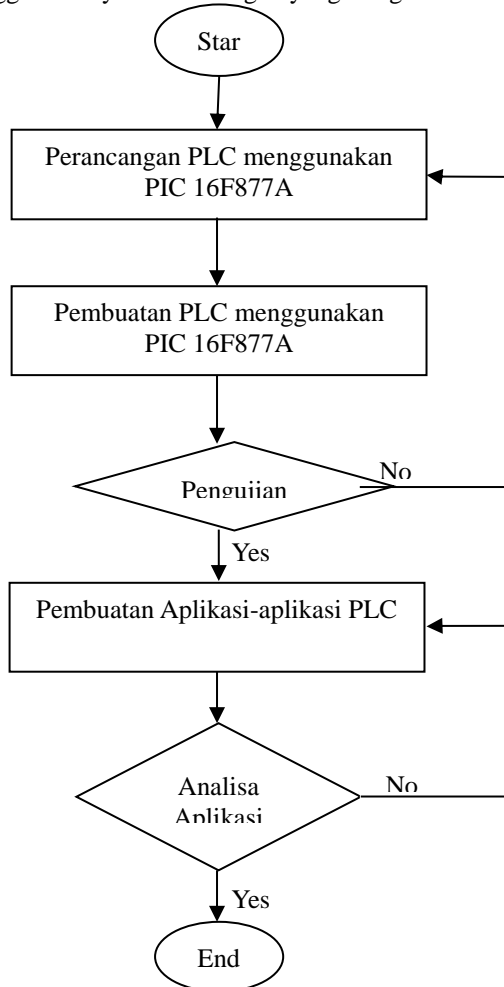 Star
Perancangan PLC menggunakan
PIC 16F877A
Pembuatan PLC menggunakan
PIC 16F877A
Pengujian
No
Yes
Pembuatan Aplikasi-aplikasi PLC
Analisa
Aplikasi
No
Yes
End